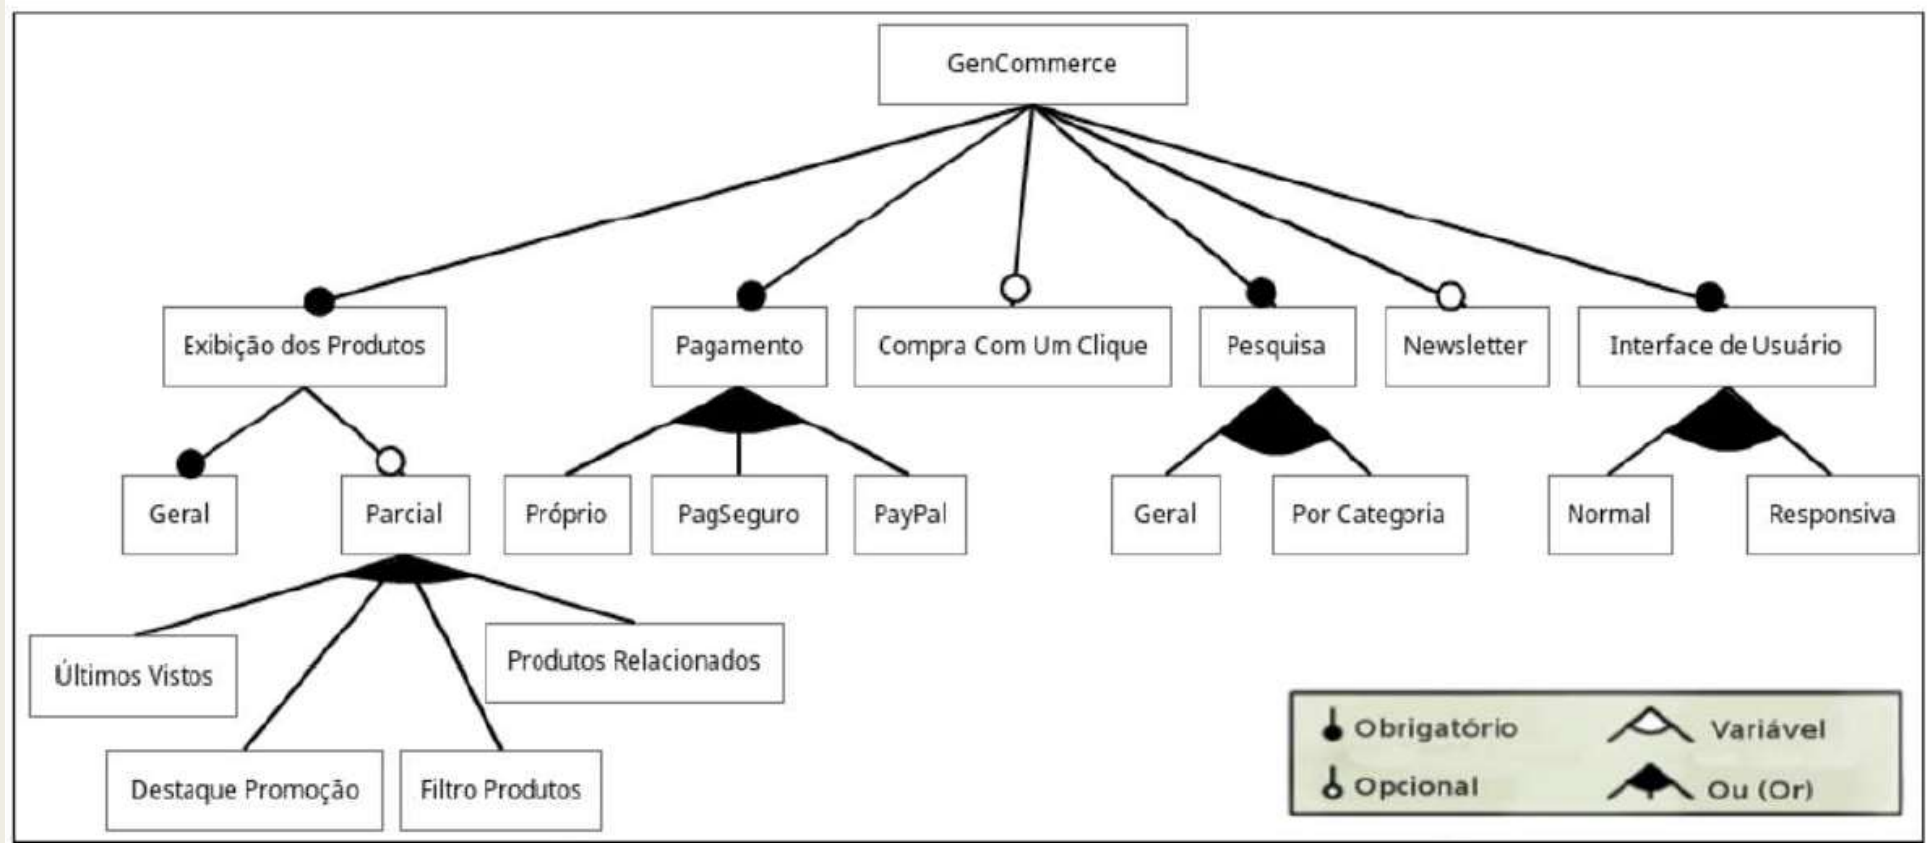 GenCommerce
Exibição dos Produtos
Pagamento
Compra Com Um Clique
Pesquisa
Newsletter
Interface de Usuário
Geral
Parcial
Próprio
PagSeguro
PayPal
Geral
Por Categoria
Normal
Responsiva
Últimos Vistos
Produtos Relacionados
Destaque Promoção
Filtro Produtos
Obrigatório
Variável
Opcional
Ou (Or)